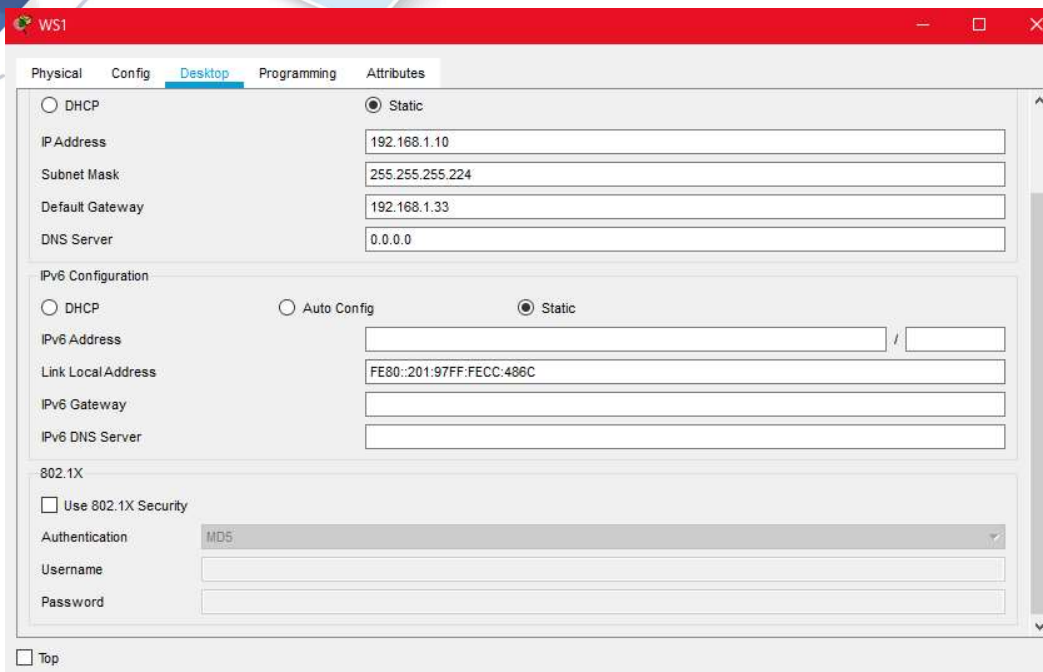 WS1
Physical Config Desktop Programming Attributes
DHCP Static
IP Address 192.168.1.10
Subnet Mask 255.255.255.224
Default Gateway 192.168.1.33
DNS Server 0.0.0.0
IPv6 Configuration
DHCP Auto Config Static
IPv6 Address /
Link Local Address FE80::201:97FF:FECC:486C
IPv6 Gateway
IPv6 DNS Server
802.1X
Use 802.1X Security
Authentication MD5
Username
Password
Top